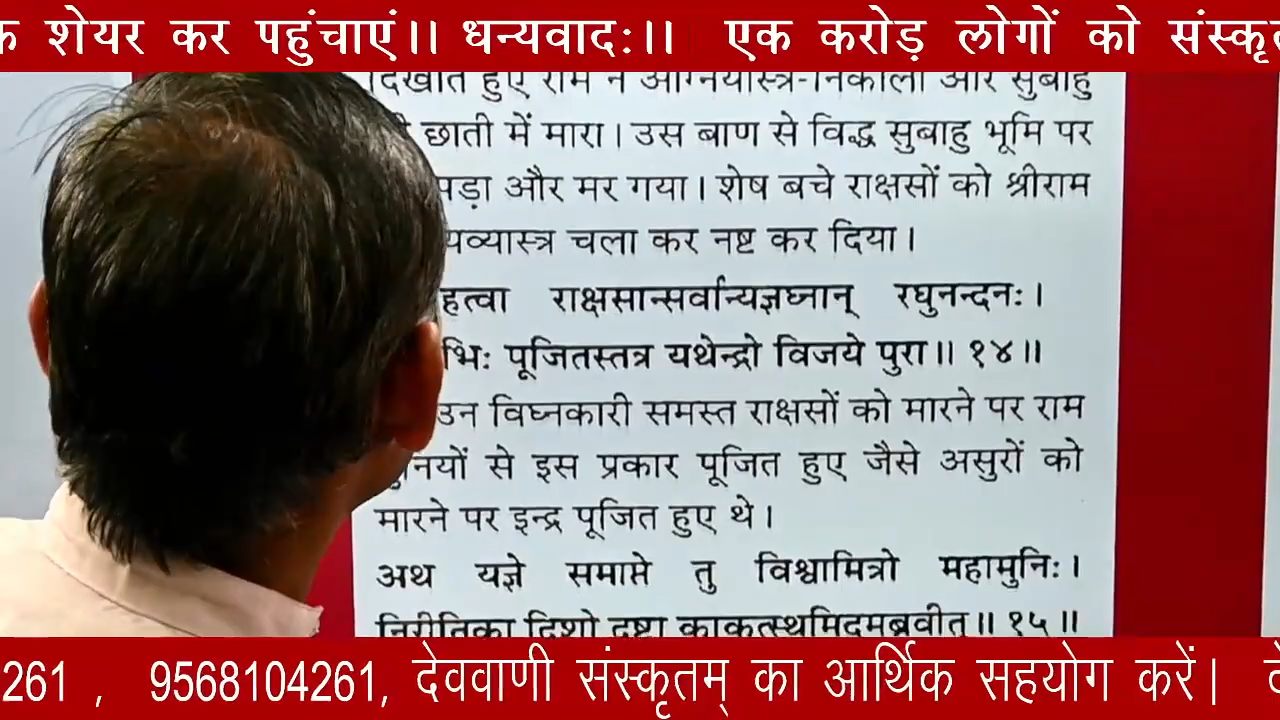 शेयर कर पहुंचाएं।। धन्यवादः।। एक करोड़ लोगों को
दिखाते हुए राम ने आग्नेयास्त्र-निकाला और सुबाहु
छाती में मारा। उस बाण से विद्ध सुबाहु भूमि पर
पड़ा और मर गया। शेष बचे राक्षसों को श्रीराम
चला कर नष्ट कर दिया।
हत्वा राक्षसान्सर्वान्यज्ञघ्नान् रघुनन्दनः।
भिः पूजितस्तत्र यथेन्द्रो विजये पुरा॥ १४॥
उन विघ्नकारी समस्त राक्षसों को मारने पर राम
से इस प्रकार पूजित हुए जैसे असुरों को
मारने पर इन्द्र पूजित हुए थे।
अथ यज्ञे समाप्ते तु विश्वामित्रो महामुनिः।
निरीतिका दिशो दृष्ट्वा काकुत्स्थमिदमब्रवीत्॥ १५॥
261 , 9568104261, देववाणी संस्कृतम् का आर्थिक सहयोग करें|